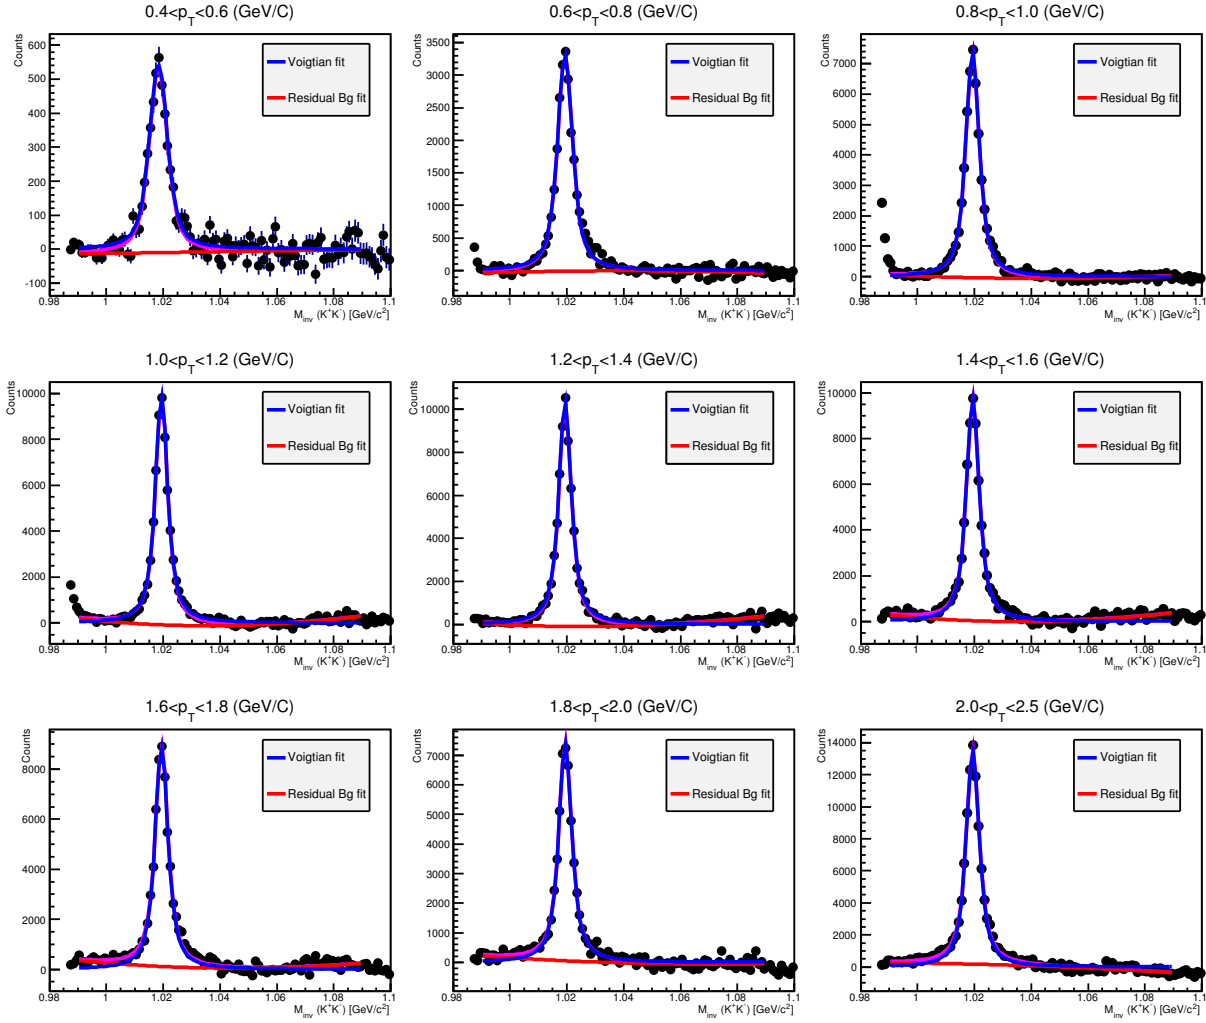 0.4<p_T<0.6 (GeV/C)
Counts
600
500
400
300
200
100
0
-100
Voigtian fit
Residual Bg fit
0.98 1 1.02 1.04 1.06 1.08 1.1
M_inv (K⁺K⁻) [GeV/c²]
0.6<p_T<0.8 (GeV/C)
Counts
3500
3000
2500
2000
1500
1000
500
0
Voigtian fit
Residual Bg fit
0.98 1 1.02 1.04 1.06 1.08 1.1
M_inv (K⁺K⁻) [GeV/c²]
0.8<p_T<1.0 (GeV/C)
Counts
7000
6000
5000
4000
3000
2000
1000
0
Voigtian fit
Residual Bg fit
0.98 1 1.02 1.04 1.06 1.08 1.1
M_inv (K⁺K⁻) [GeV/c²]
1.0<p_T<1.2 (GeV/C)
Counts
10000
8000
6000
4000
2000
0
Voigtian fit
Residual Bg fit
0.98 1 1.02 1.04 1.06 1.08 1.1
M_inv (K⁺K⁻) [GeV/c²]
1.2<p_T<1.4 (GeV/C)
Counts
10000
8000
6000
4000
2000
0
Voigtian fit
Residual Bg fit
0.98 1 1.02 1.04 1.06 1.08 1.1
M_inv (K⁺K⁻) [GeV/c²]
1.4<p_T<1.6 (GeV/C)
Counts
10000
8000
6000
4000
2000
0
Voigtian fit
Residual Bg fit
0.98 1 1.02 1.04 1.06 1.08 1.1
M_inv (K⁺K⁻) [GeV/c²]
1.6<p_T<1.8 (GeV/C)
Counts
8000
6000
4000
2000
0
Voigtian fit
Residual Bg fit
0.98 1 1.02 1.04 1.06 1.08 1.1
M_inv (K⁺K⁻) [GeV/c²]
1.8<p_T<2.0 (GeV/C)
Counts
7000
6000
5000
4000
3000
2000
1000
0
Voigtian fit
Residual Bg fit
0.98 1 1.02 1.04 1.06 1.08 1.1
M_inv (K⁺K⁻) [GeV/c²]
2.0<p_T<2.5 (GeV/C)
Counts
14000
12000
10000
8000
6000
4000
2000
0
Voigtian fit
Residual Bg fit
0.98 1 1.02 1.04 1.06 1.08 1.1
M_inv (K⁺K⁻) [GeV/c²]